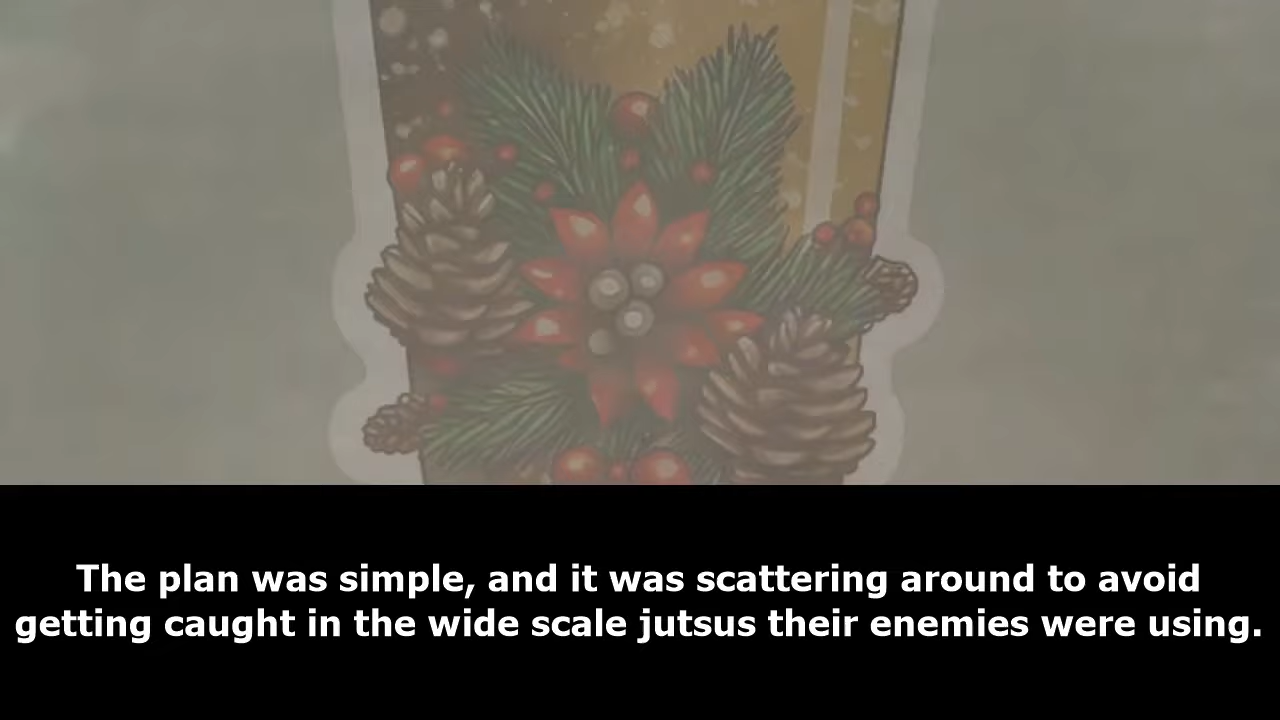 The plan was simple, and it was scattering around to avoid
getting caught in the wide scale jutsus their enemies were using.